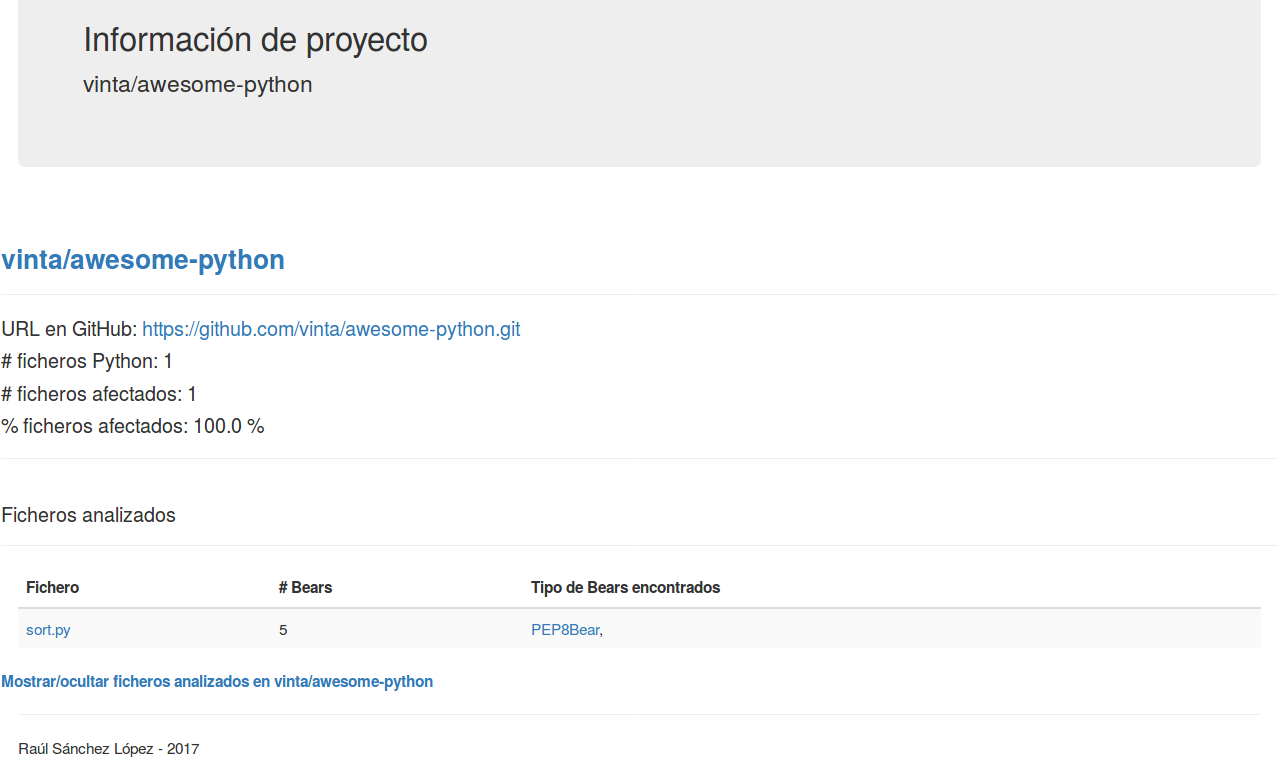 Información de proyecto
vinta/awesome-python
vinta/awesome-python
URL en GitHub: https://github.com/vinta/awesome-python.git
# ficheros Python: 1
# ficheros afectados: 1
% ficheros afectados: 100.0 %
Ficheros analizados
Fichero # Bears Tipo de Bears encontrados
sort.py 5 PEP8Bear,
Mostrar/ocultar ficheros analizados en vinta/awesome-python
Raúl Sánchez López - 2017